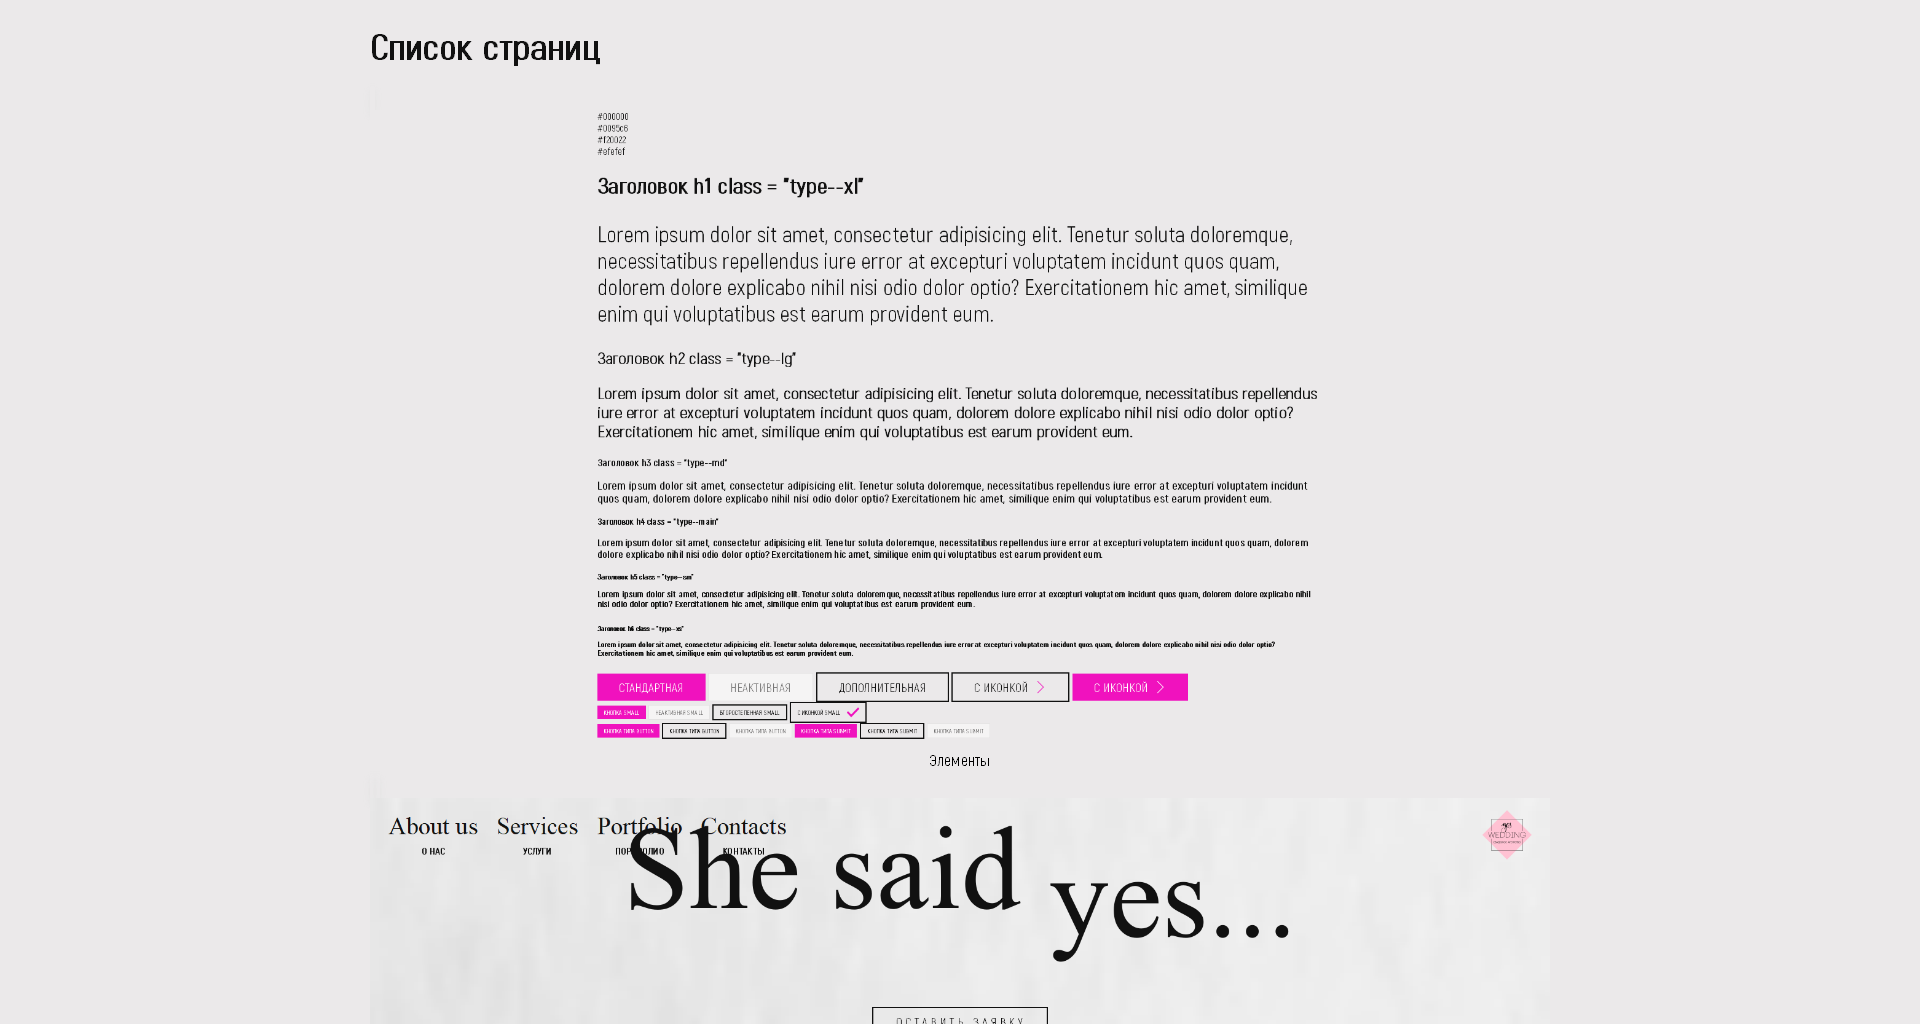 Список страниц
#000000
#0095c6
#f20022
#efefef
Заголовок h1 class = "type--xl"
Lorem ipsum dolor sit amet, consectetur adipisicing elit. Tenetur soluta doloremque,
necessitatibus repellendus iure error at excepturi voluptatem incidunt quos quam,
dolorem dolore explicabo nihil nisi odio dolor optio? Exercitationem hic amet, similique
enim qui voluptatibus est earum provident eum.
Заголовок h2 class = "type--lg"
Lorem ipsum dolor sit amet, consectetur adipisicing elit. Tenetur soluta doloremque, necessitatibus repellendus
iure error at excepturi voluptatem incidunt quos quam, dolorem dolore explicabo nihil nisi odio dolor optio?
Exercitationem hic amet, similique enim qui voluptatibus est earum provident eum.
Заголовок h3 class = "type--md"
Lorem ipsum dolor sit amet, consectetur adipisicing elit. Tenetur soluta doloremque, necessitatibus repellendus iure error at excepturi voluptatem incidunt
quos quam, dolorem dolore explicabo nihil nisi odio dolor optio? Exercitationem hic amet, similique enim qui voluptatibus est earum provident eum.
Заголовок h4 class = "type--main"
Lorem ipsum dolor sit amet, consectetur adipisicing elit. Tenetur soluta doloremque, necessitatibus repellendus iure error at excepturi voluptatem incidunt quos quam, dolorem
dolore explicabo nihil nisi odio dolor optio? Exercitationem hic amet, similique enim qui voluptatibus est earum provident eum.
Заголовок h5 class = "type--sm"
Lorem ipsum dolor sit amet, consectetur adipisicing elit. Tenetur soluta doloremque, necessitatibus repellendus iure error at excepturi voluptatem incidunt quos quam, dolorem dolore explicabo nihil
nisi odio dolor optio? Exercitationem hic amet, similique enim qui voluptatibus est earum provident eum.
Заголовок h6 class = "type--xs"
Lorem ipsum dolor sit amet, consectetur adipisicing elit. Tenetur soluta doloremque, necessitatibus repellendus iure error at excepturi voluptatem incidunt quos quam, dolorem dolore explicabo nihil nisi odio dolor optio?
Exercitationem hic amet, similique enim qui voluptatibus est earum provident eum.
СТАНДАРТНАЯ НЕАКТИВНАЯ ДОПОЛНИТЕЛЬНАЯ С ИКОНКОЙ С ИКОНКОЙ
КНОПКА SMALL НЕАКТИВНАЯ SMALL ВТОРОСТЕПЕННАЯ SMALL С ИКОНКОЙ SMALL
КНОПКА ТИПА BUTTON КНОПКА ТИПА BUTTON КНОПКА ТИПА BUTTON КНОПКА ТИПА SUBMIT КНОПКА ТИПА SUBMIT КНОПКА ТИПА SUBMIT
Элементы
About us Services Portfolio Contacts
О НАС УСЛУГИ ПОРТФОЛИО КОНТАКТЫ
yes
WEDDING
She said yes...
ОСТАВИТЬ ЗАЯВКУ